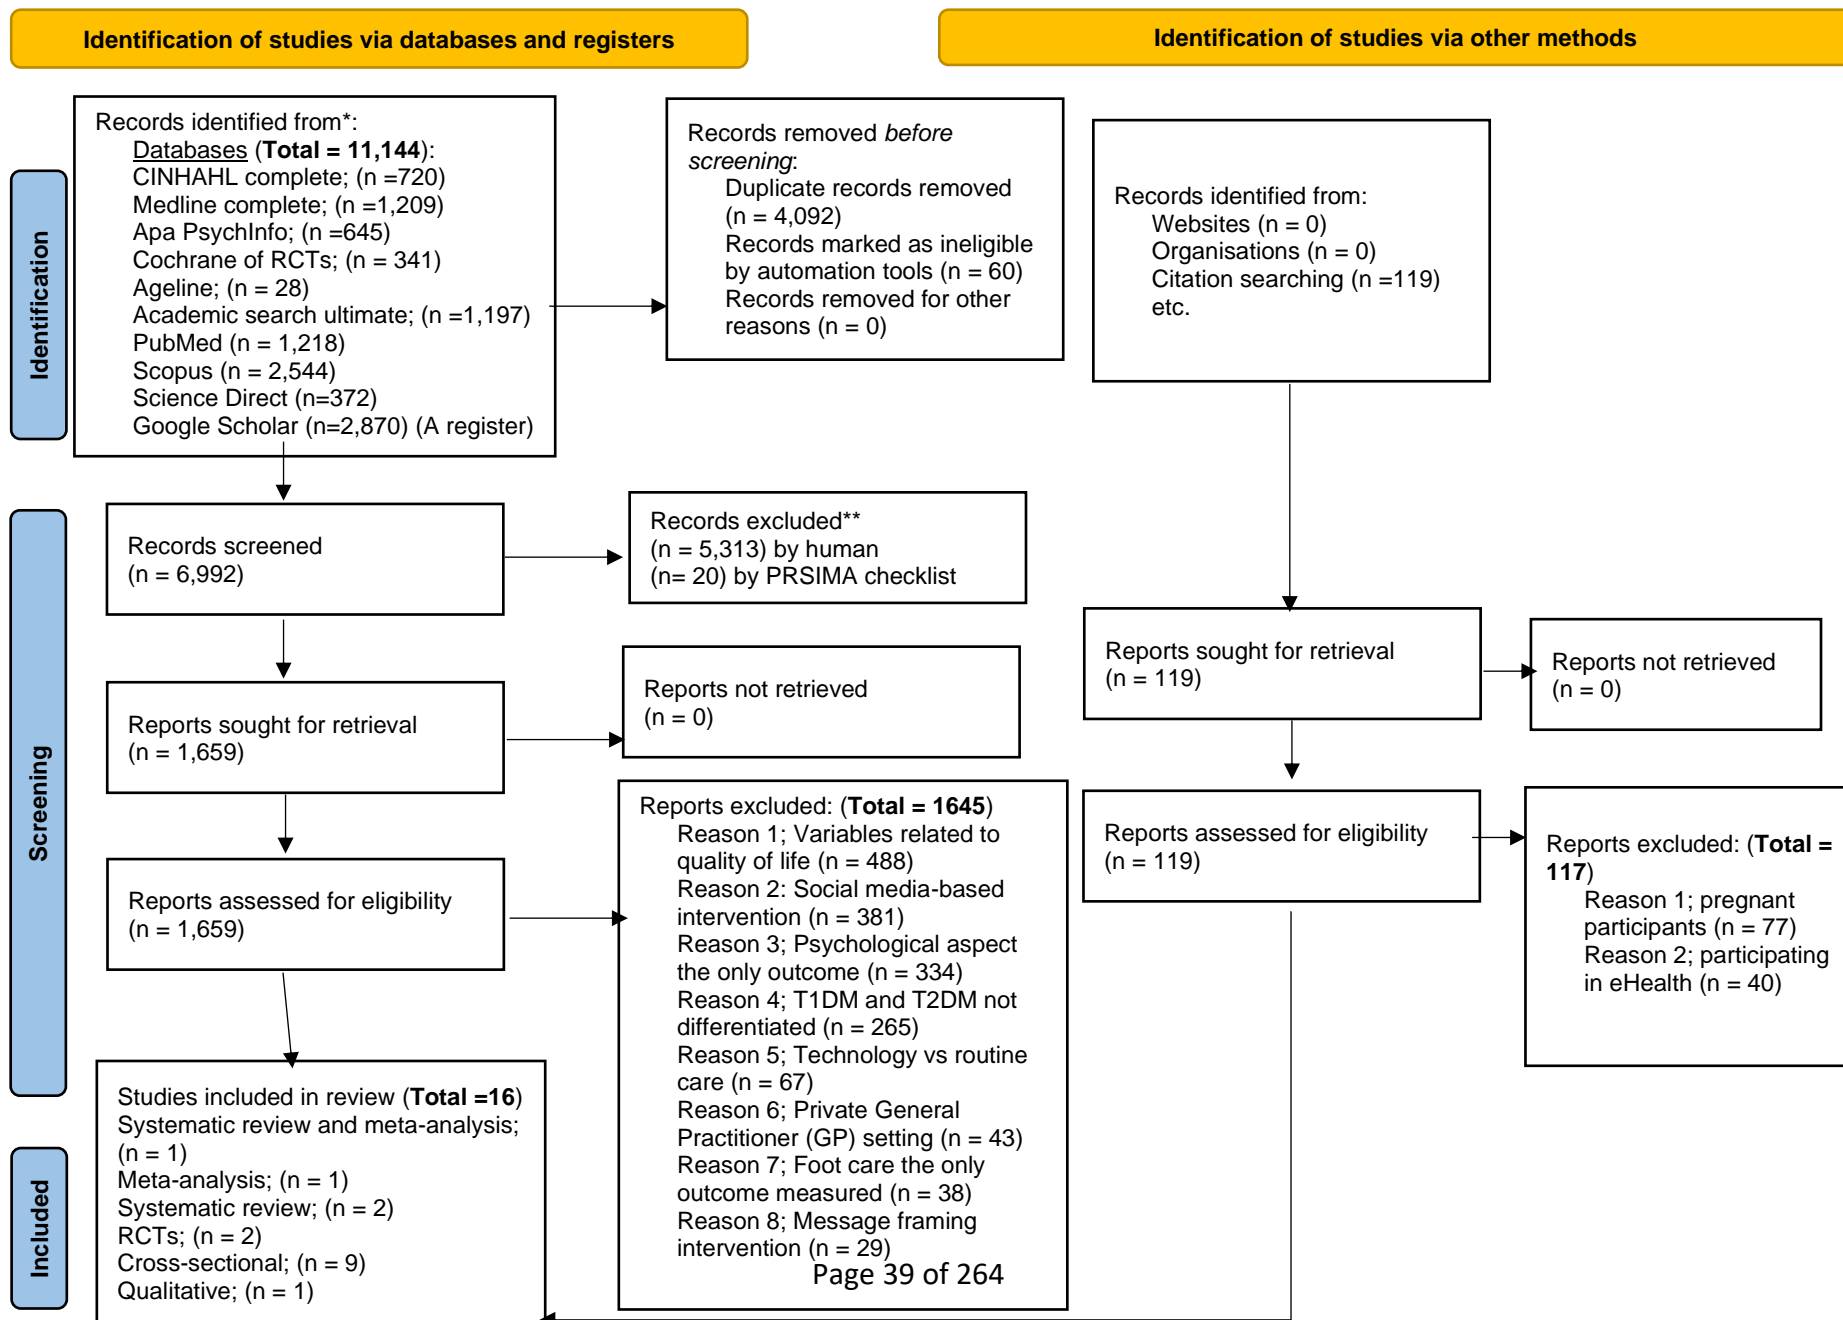 Identification of studies via databases and registers
Identification of studies via other methods
Identification
Records identified from*:
Databases (Total = 11,144):
CINHAHL complete; (n =720)
Medline complete; (n =1,209)
Apa PsychInfo; (n =645)
Cochrane of RCTs; (n = 341)
Ageline; (n = 28)
Academic search ultimate; (n =1,197)
PubMed (n = 1,218)
Scopus (n = 2,544)
Science Direct (n=372)
Google Scholar (n=2,870) (A register)
Records removed before
screening:
Duplicate records removed
(n = 4,092)
Records marked as ineligible
by automation tools (n = 60)
Records removed for other
reasons (n = 0)
Records identified from:
Websites (n = 0)
Organisations (n = 0)
Citation searching (n =119)
etc.
Screening
Records screened
(n = 6,992)
Records excluded**
(n = 5,313) by human
(n= 20) by PRSIMA checklist
Reports sought for retrieval
(n = 1,659)
Reports not retrieved
(n = 0)
Reports sought for retrieval
(n = 119)
Reports not retrieved
(n = 0)
Reports assessed for eligibility
(n = 1,659)
Reports excluded: (Total = 1645)
Reason 1; Variables related to
quality of life (n = 488)
Reason 2: Social media-based
intervention (n = 381)
Reason 3; Psychological aspect
the only outcome (n = 334)
Reason 4; T1DM and T2DM not
differentiated (n = 265)
Reason 5; Technology vs routine
care (n = 67)
Reason 6; Private General
Practitioner (GP) setting (n = 43)
Reason 7; Foot care the only
outcome measured (n = 38)
Reason 8; Message framing
intervention (n = 29)
Reports assessed for eligibility
(n = 119)
Reports excluded: (Total =
117)
Reason 1; pregnant
participants (n = 77)
Reason 2; participating
in eHealth (n = 40)
Included
Studies included in review (Total =16)
Systematic review and meta-analysis;
(n = 1)
Meta-analysis; (n = 1)
Systematic review; (n = 2)
RCTs; (n = 2)
Cross-sectional; (n = 9)
Qualitative; (n = 1)
Page 39 of 264